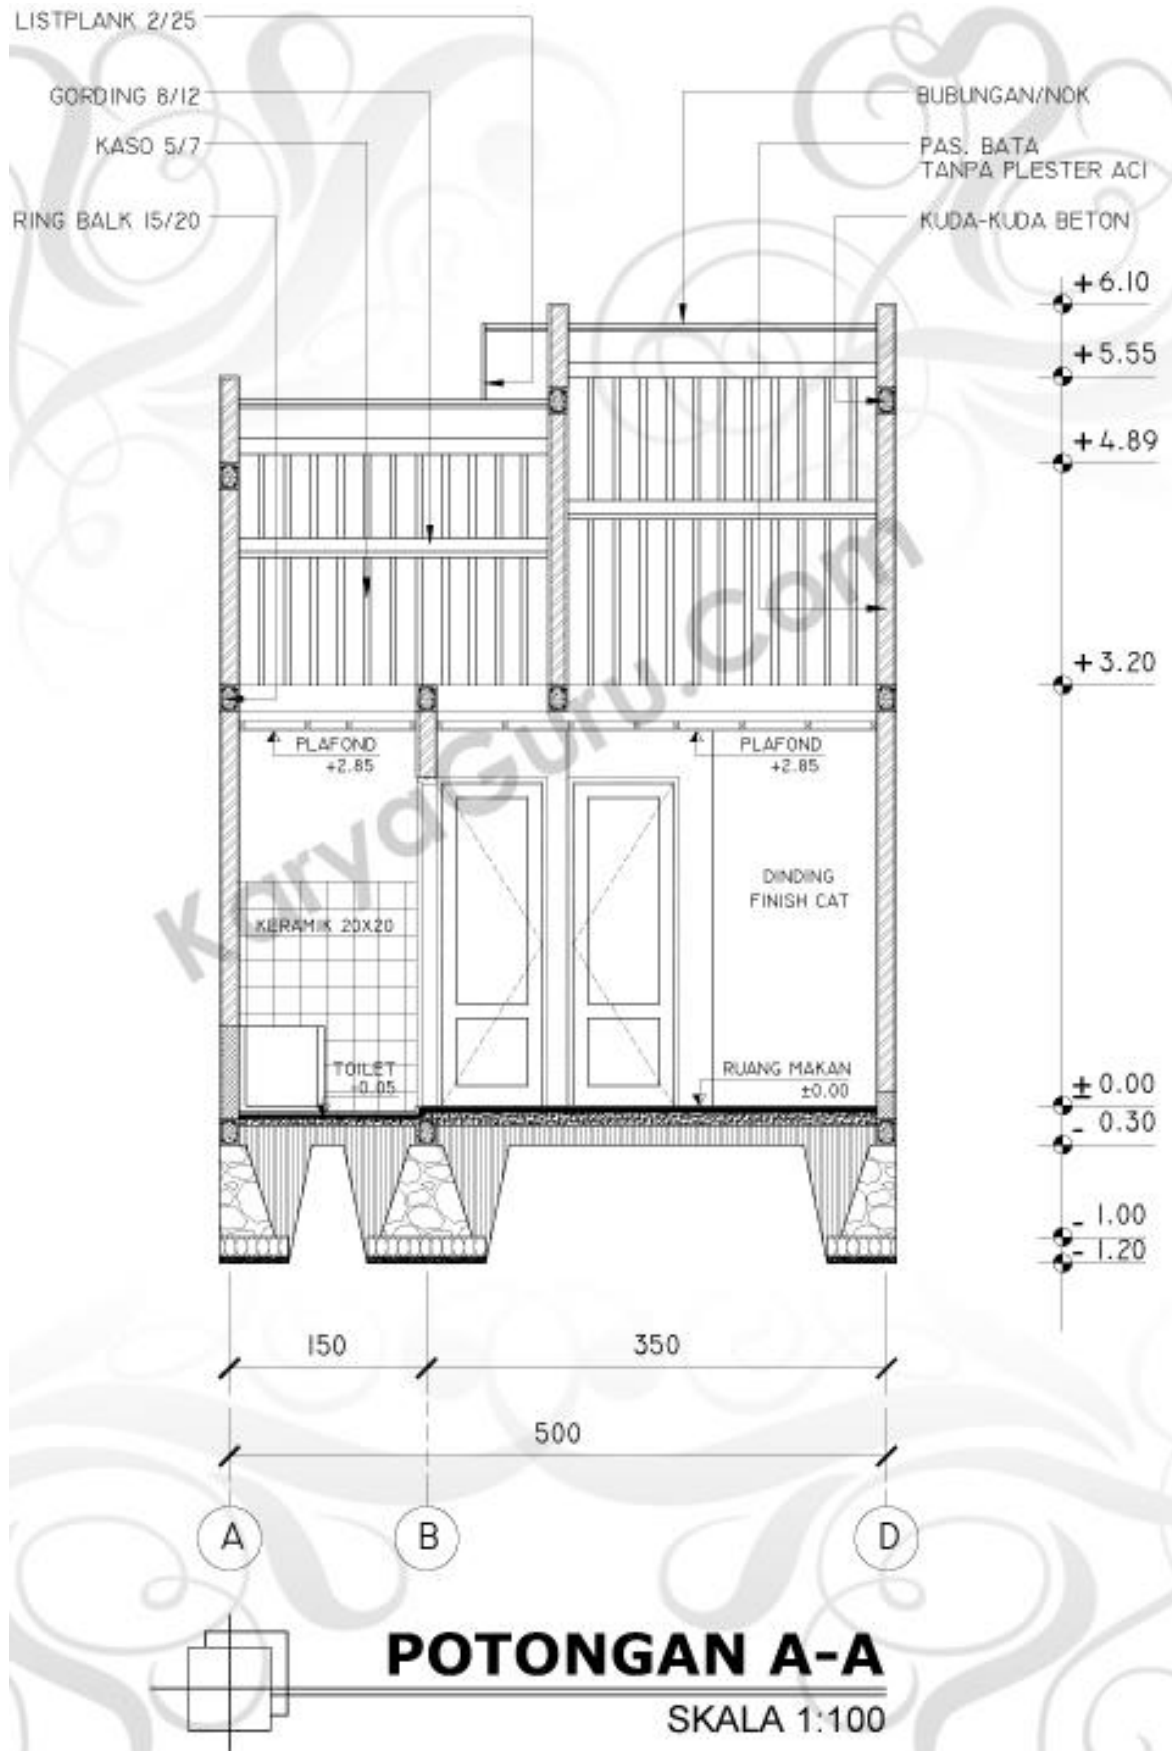 LISTPLANK 2/25
GORDING 8/12
KASO 5/7
RING BALK 15/20
BUBUNGAN/NOK
PAS. BATA
TANPA PLESTER ACI
KUDA-KUDA BETON
+6.10
+5.55
+4.89
+3.20
PLAFOND
+2.85
PLAFOND
+2.85
KaryaGuru.Com
DINDING
FINISH CAT
KERAMIK 20X20
TOILET
-0.05
RUANG MAKAN
±0.00
± 0.00
- 0.30
- 1.00
- 1.20
150
350
500
A
B
D
POTONGAN A-A
SKALA 1:100